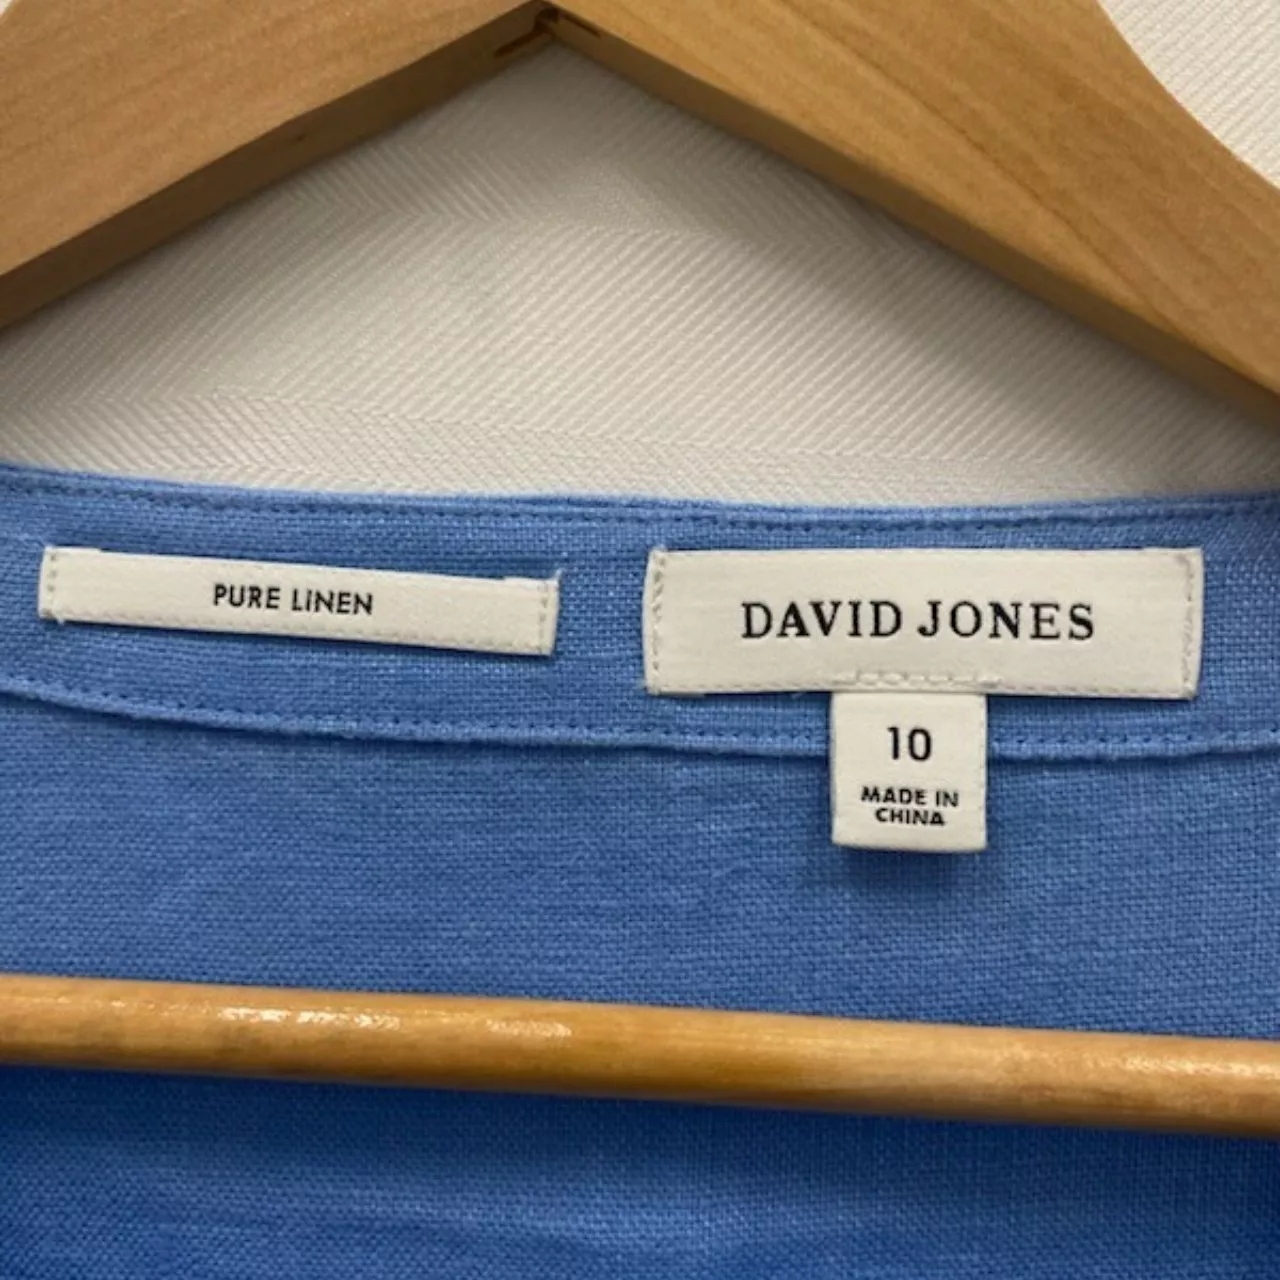 PURE LINEN
DAVID JONES
10
MADE IN
CHINA